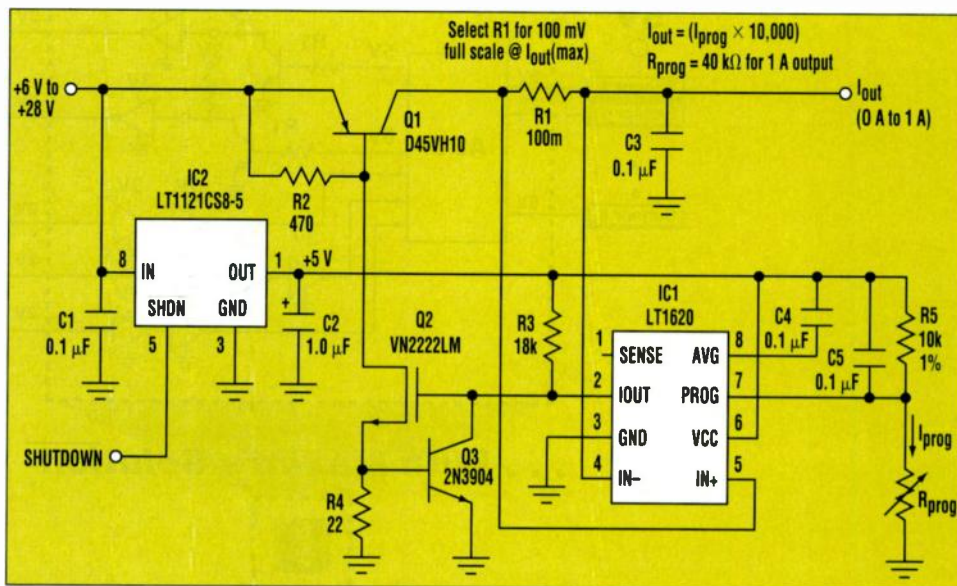 Select R1 for 100 mV
full scale @ Iout(max)
Iout = (Iprog × 10,000)
Rprog = 40 kΩ for 1 A output
+6 V to
+28 V
Q1
D45VH10
R1
100m
Iout
(0 A to 1 A)
C3
0.1 µF
R2
470
IC2
LT1121CS8-5
8
IN
OUT
1
+5 V
SHDN
GND
5
3
C1
0.1 µF
+
C2
1.0 µF
Q2
VN2222LM
R3
18k
IC1
LT1620
1
SENSE
AVG
8
2
IOUT
PROG
7
3
GND
VCC
6
4
IN–
IN+
5
C4
0.1 µF
C5
0.1 µF
R5
10k
1%
Iprog
Rprog
SHUTDOWN
Q3
2N3904
R4
22